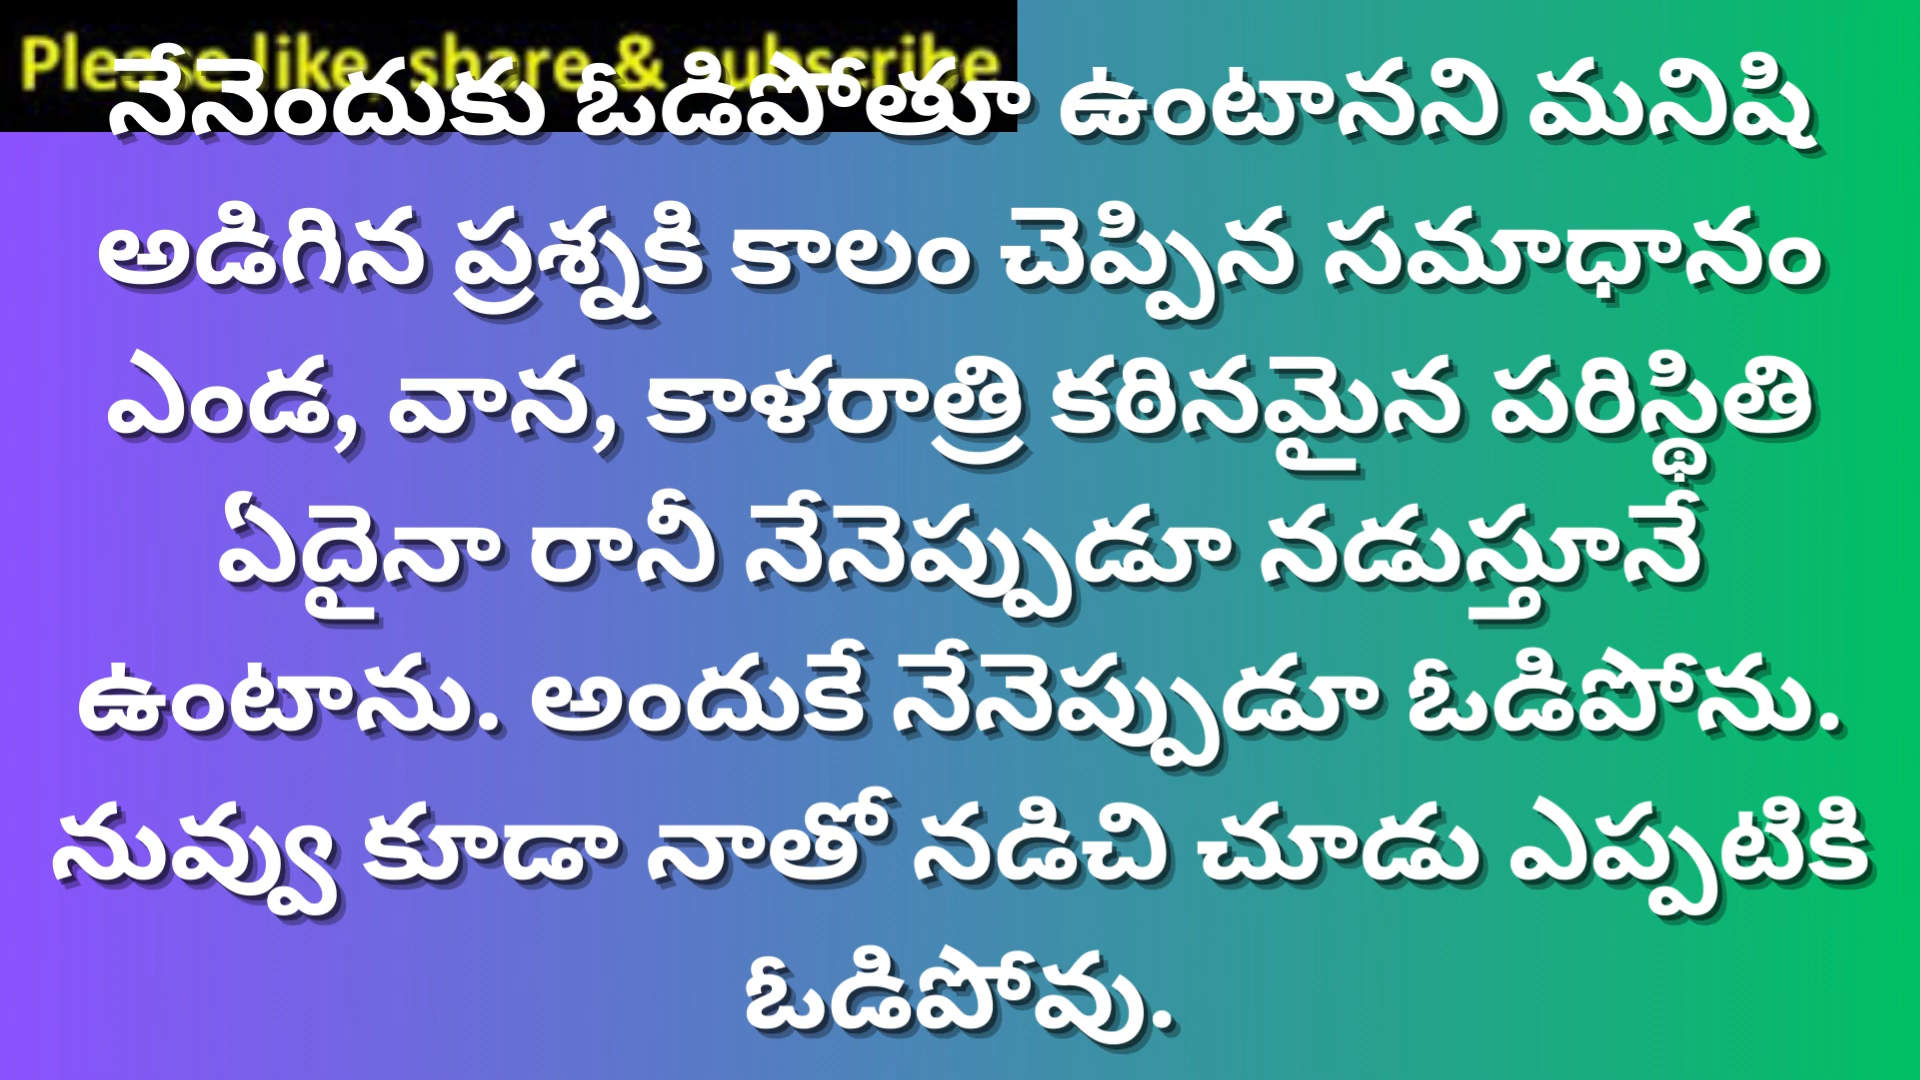 Please like, share & subscribe
నేనెందుకు ఓడిపోతూ ఉంటానని మనిషి
అడిగిన ప్రశ్నకి కాలం చెప్పిన సమాధానం
ఎండ, వాన, కాళరాత్రి కఠినమైన పరిస్థితి
ఏదైనా రానీ నేనెప్పుడూ నడుస్తూనే
ఉంటాను. అందుకే నేనెప్పుడూ ఓడిపోను.
నువ్వు కూడా నాతో నడిచి చూడు ఎప్పటికి
ఓడిపోవు.